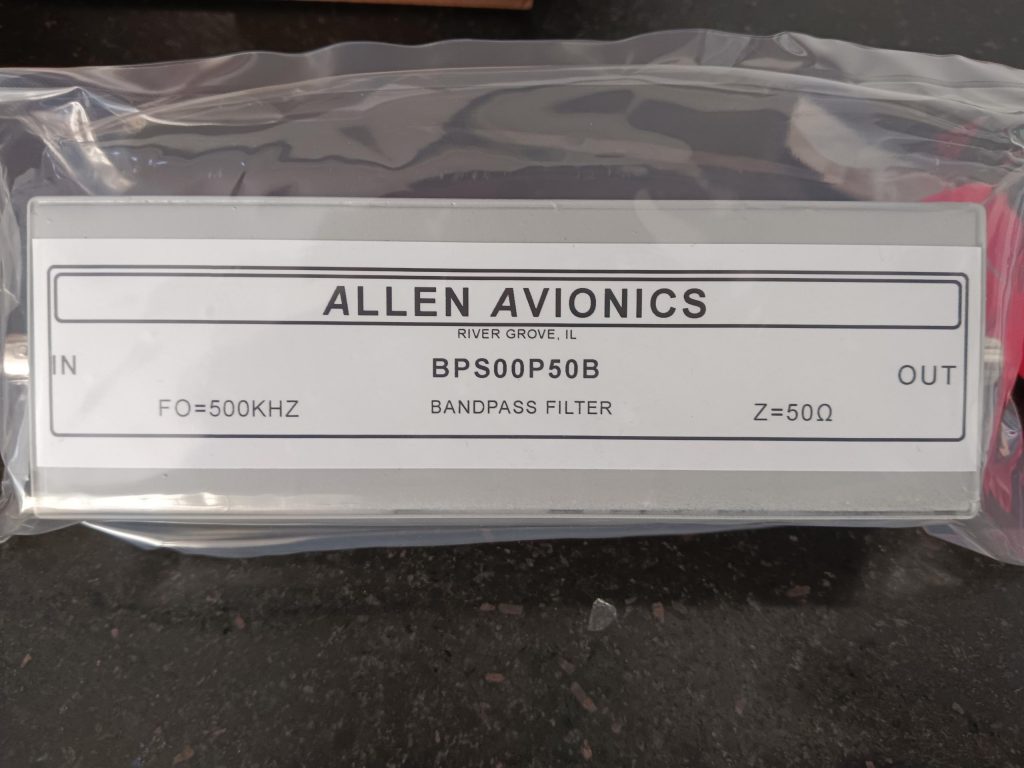 ALLEN AVIONICS
RIVER GROVE, IL
IN
BPS00P50B
OUT
FO=500KHZ
BANDPASS FILTER
Z=50Ω